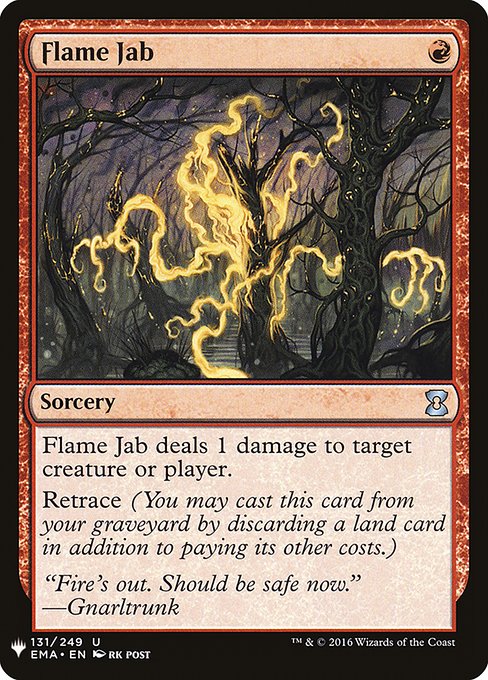 Flame Jab
Sorcery
Flame Jab deals 1 damage to target
creature or player.
Retrace (You may cast this card from
your graveyard by discarding a land card
in addition to paying its other costs.)
“Fire’s out. Should be safe now.”
—Gnarltrunk
131/249 U
EMA • EN RK POST
™ & © 2016 Wizards of the Coast